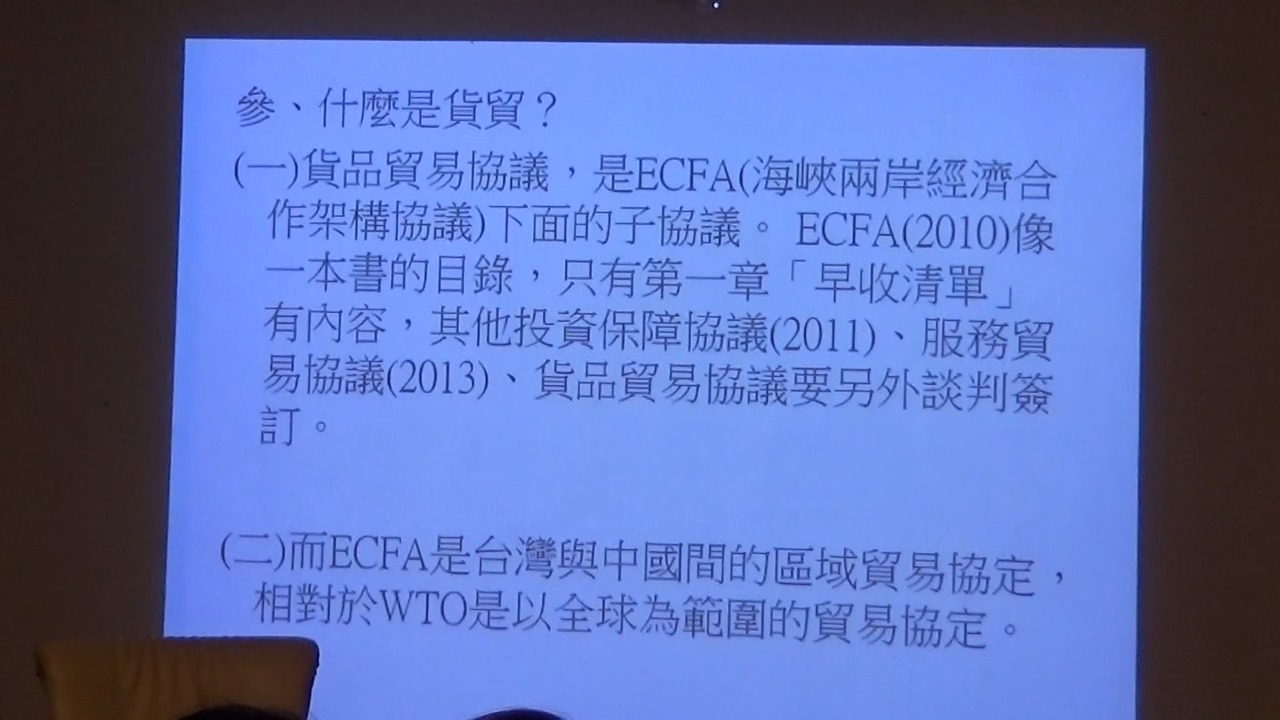 參、什麼是貨貿？
(一)貨品貿易協議，是ECFA(海峽兩岸經濟合
作架構協議)下面的子協議。 ECFA(2010)像
一本書的目錄，只有第一章「早收清單」
有內容，其他投資保障協議(2011)、服務貿
易協議(2013)、貨品貿易協議要另外談判簽
訂。
(二)而ECFA是台灣與中國間的區域貿易協定，
相對於WTO是以全球為範圍的貿易協定。